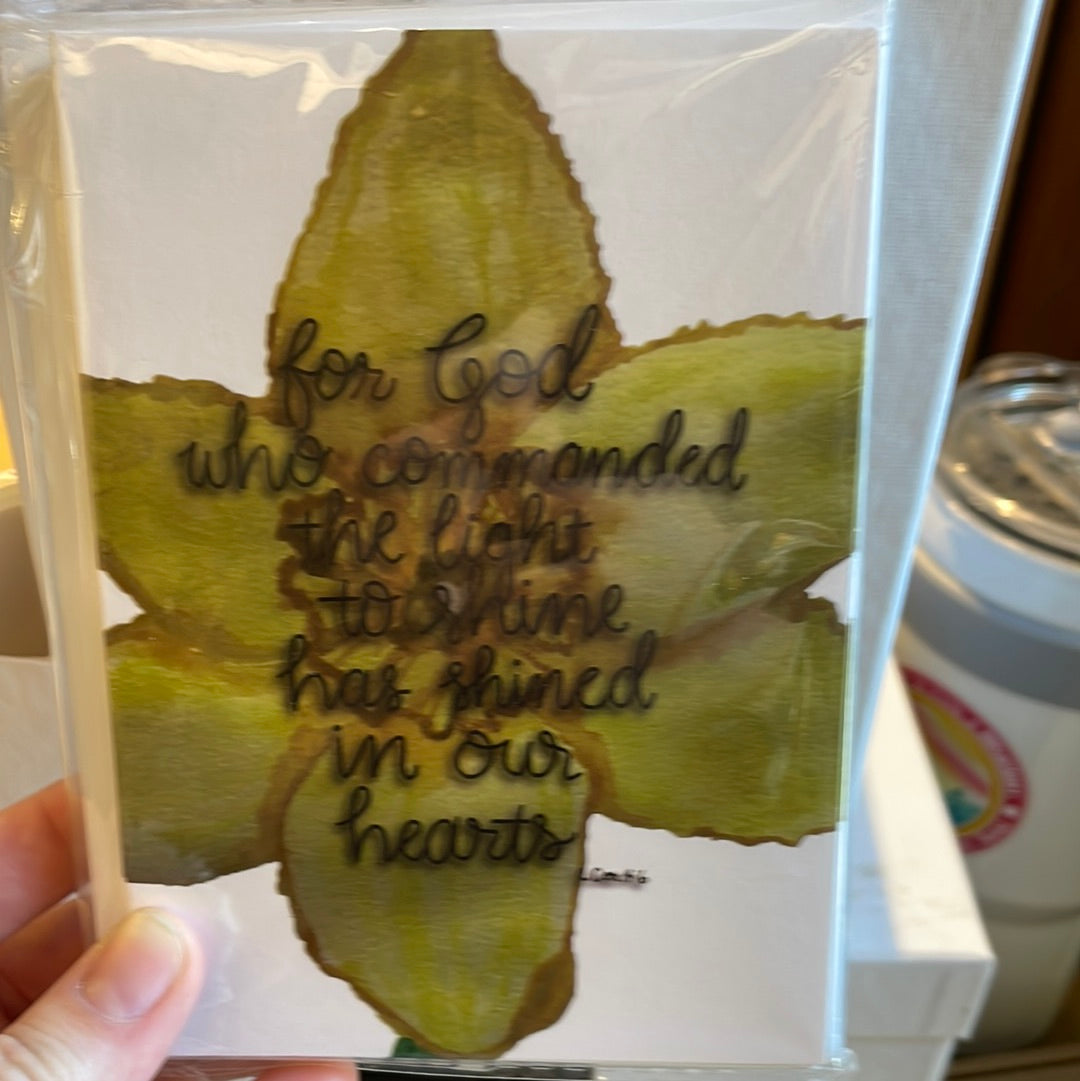 for God
who commanded
the light
to shine
has shined
in our
hearts